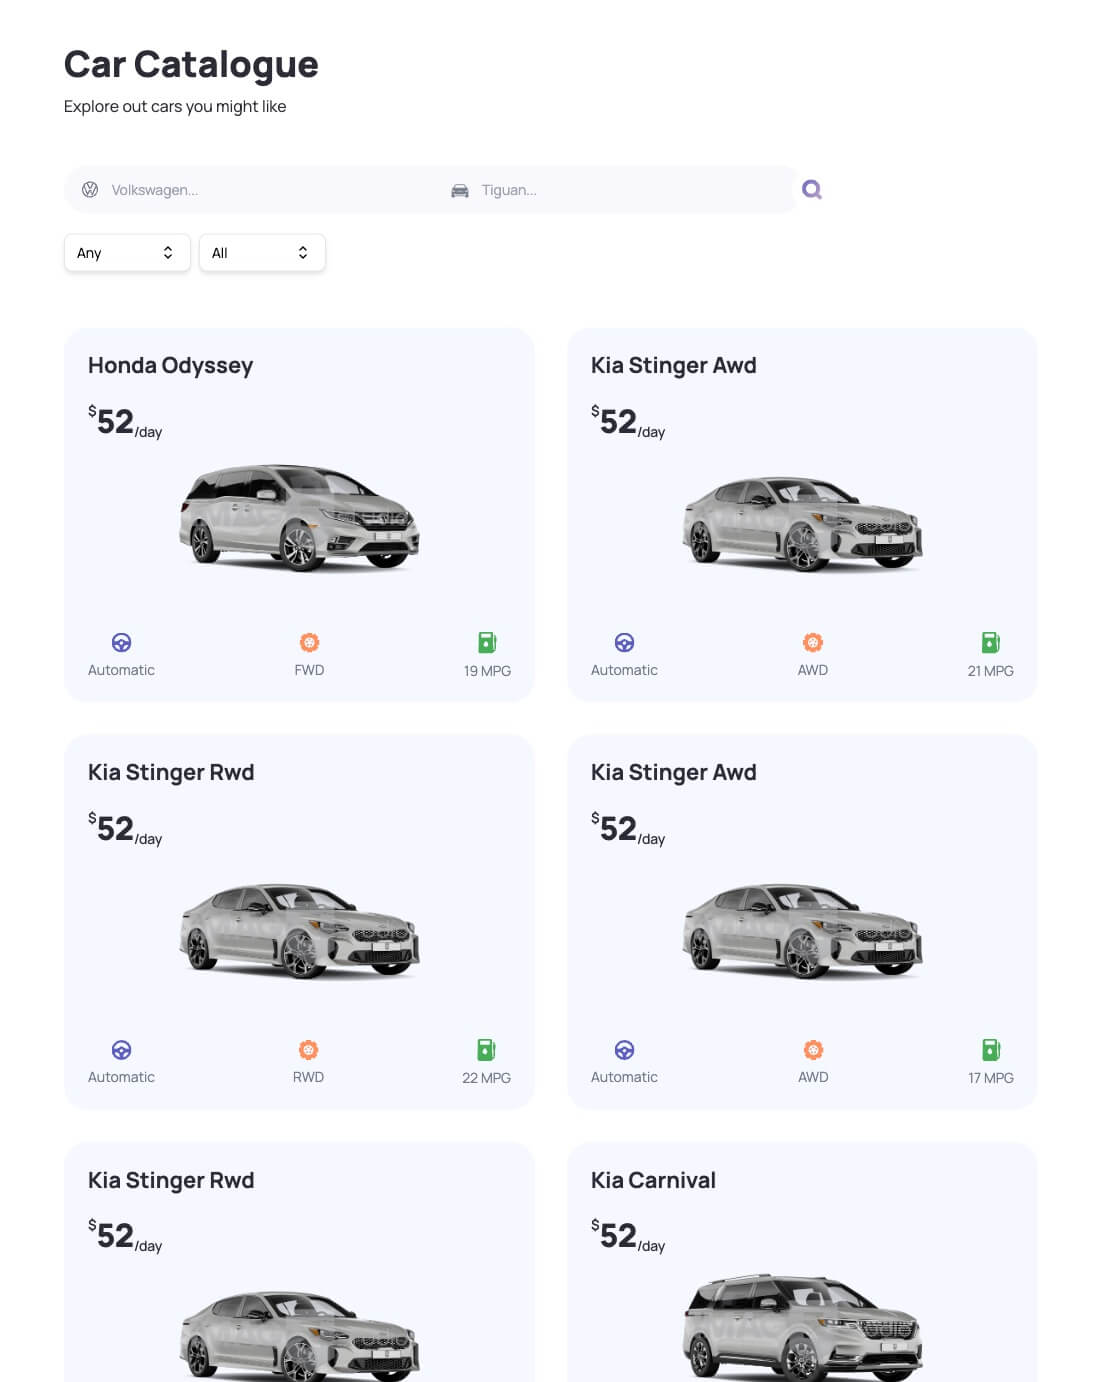 Car Catalogue
Explore out cars you might like
Volkswagen...
Tiguan...
Any
All
Honda Odyssey
$52/day
Automatic
FWD
19 MPG
Kia Stinger Awd
$52/day
Automatic
AWD
21 MPG
Kia Stinger Rwd
$52/day
Automatic
RWD
22 MPG
Kia Stinger Awd
$52/day
Automatic
AWD
17 MPG
Kia Stinger Rwd
$52/day
Kia Carnival
$52/day